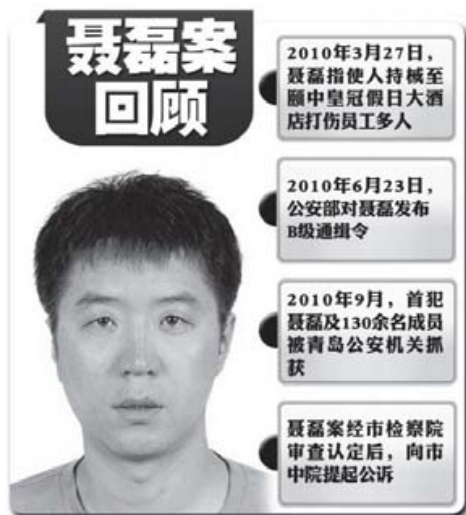 聂磊案
回顾
2010年3月27日，
聂磊指使人持械至
颐中皇冠假日大酒
店打伤员工多人
2010年6月23日，
公安部对聂磊发布
B级通缉令
2010年9月，首犯
聂磊及130余名成员
被青岛公安机关抓
获
聂磊案经市检察院
审查认定后，向市
中院提起公诉